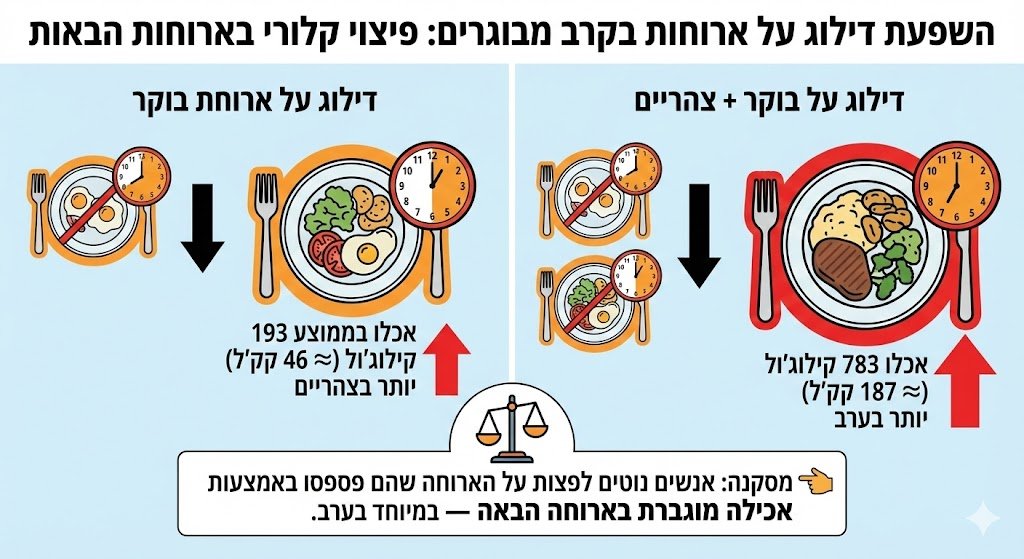 השפעת דילוג על ארוחות בקרב מבוגרים: פיצוי קלורי בארוחות הבאות
דילוג על ארוחת בוקר
אכלו בממוצע 193
קילוג'ול (≈ 46 קק'ל)
יותר בצהריים
דילוג על בוקר + צהריים
אכלו 783 קילוג'ול
(≈ 187 קק'ל)
יותר בערב
מסקנה: אנשים נוטים לפצות על הארוחה שהם פספסו באמצעות
אכילה מוגברת בארוחה הבאה — במיוחד בערב.